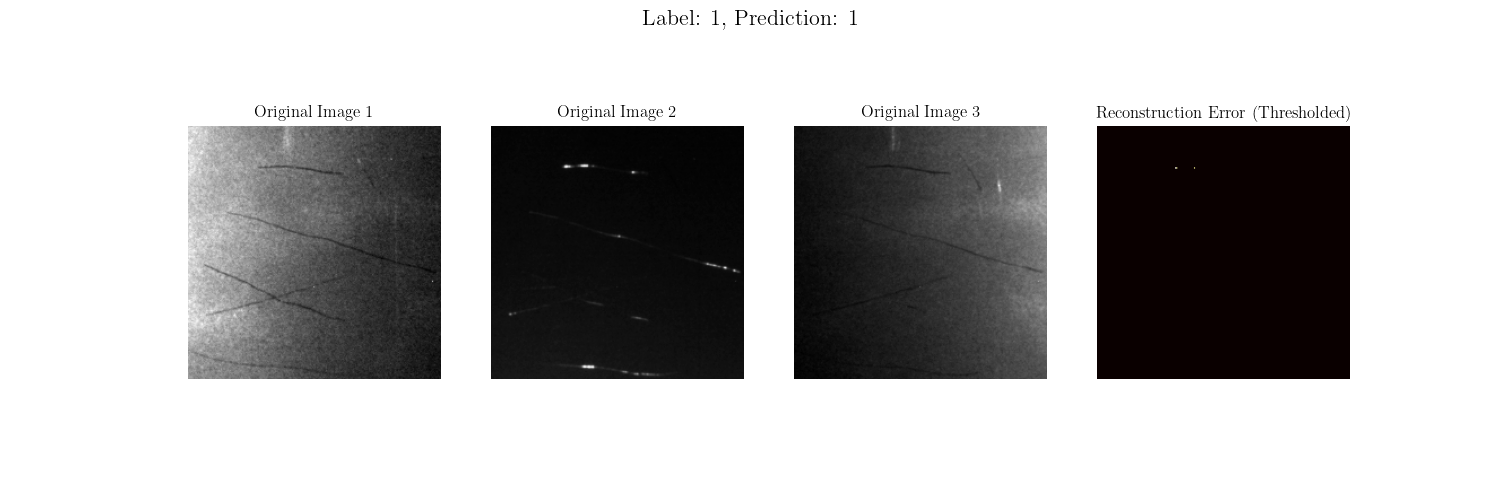 Label: 1, Prediction: 1
Original Image 1
Original Image 2
Original Image 3
Reconstruction Error (Thresholded)